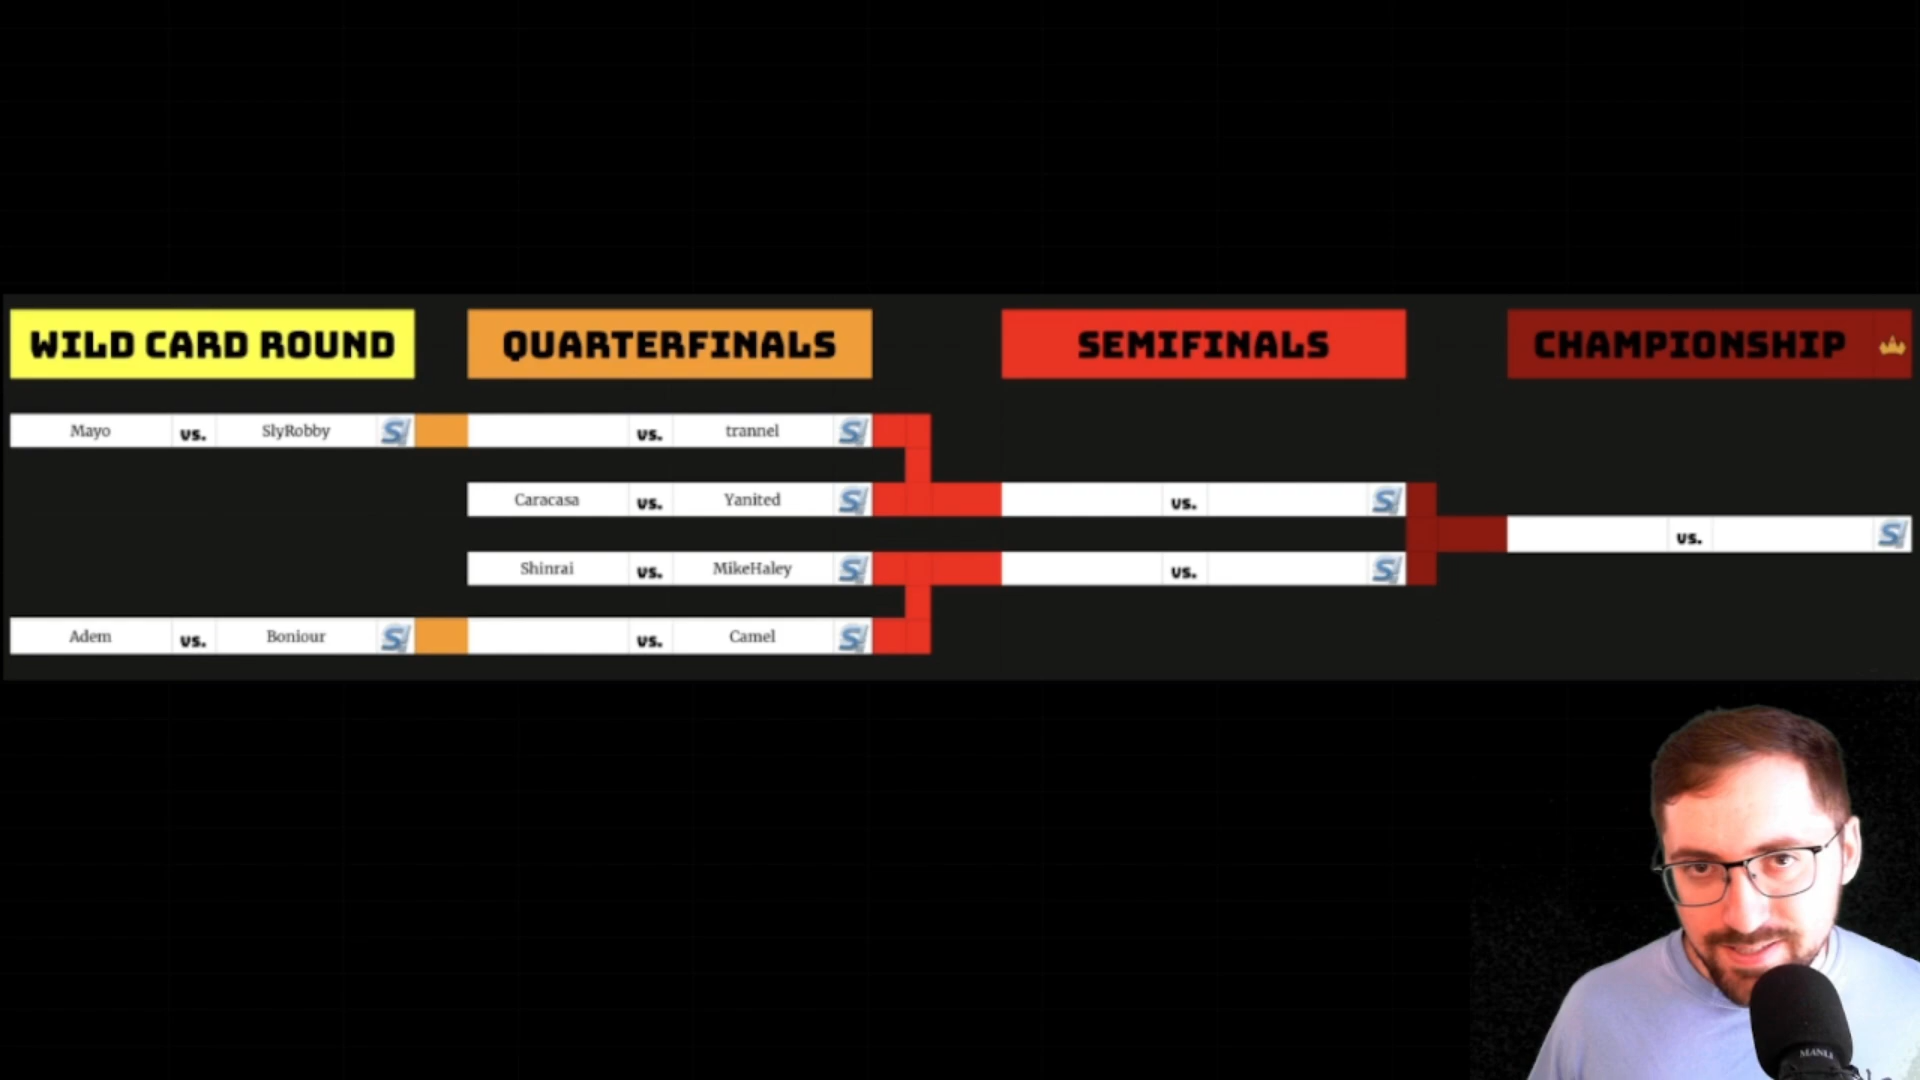 WILD CARD ROUND QUARTERFINALS SEMIFINALS CHAMPIONSHIP
Mayo vs. SlyRobby vs. trannel
Caracasa vs. Yanited vs.
vs.
Shinrai vs. MikeHaley vs.
Adem vs. Boniour vs. Camel